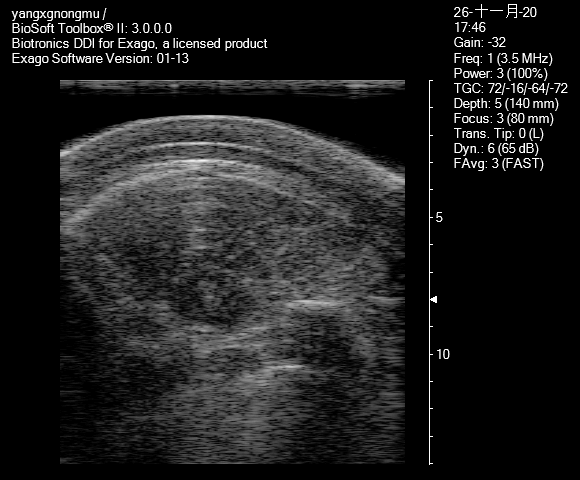 yangxgnongmu /
BioSoft Toolbox® II: 3.0.0.0
Biotronics DDI for Exago, a licensed product
Exago Software Version: 01-13
26-十一月-20
17:46
Gain: -32
Freq: 1 (3.5 MHz)
Power: 3 (100%)
TGC: 72/-16/-64/-72
Depth: 5 (140 mm)
Focus: 3 (80 mm)
Trans. Tip: 0 (L)
Dyn.: 6 (65 dB)
FAvg: 3 (FAST)
5
10